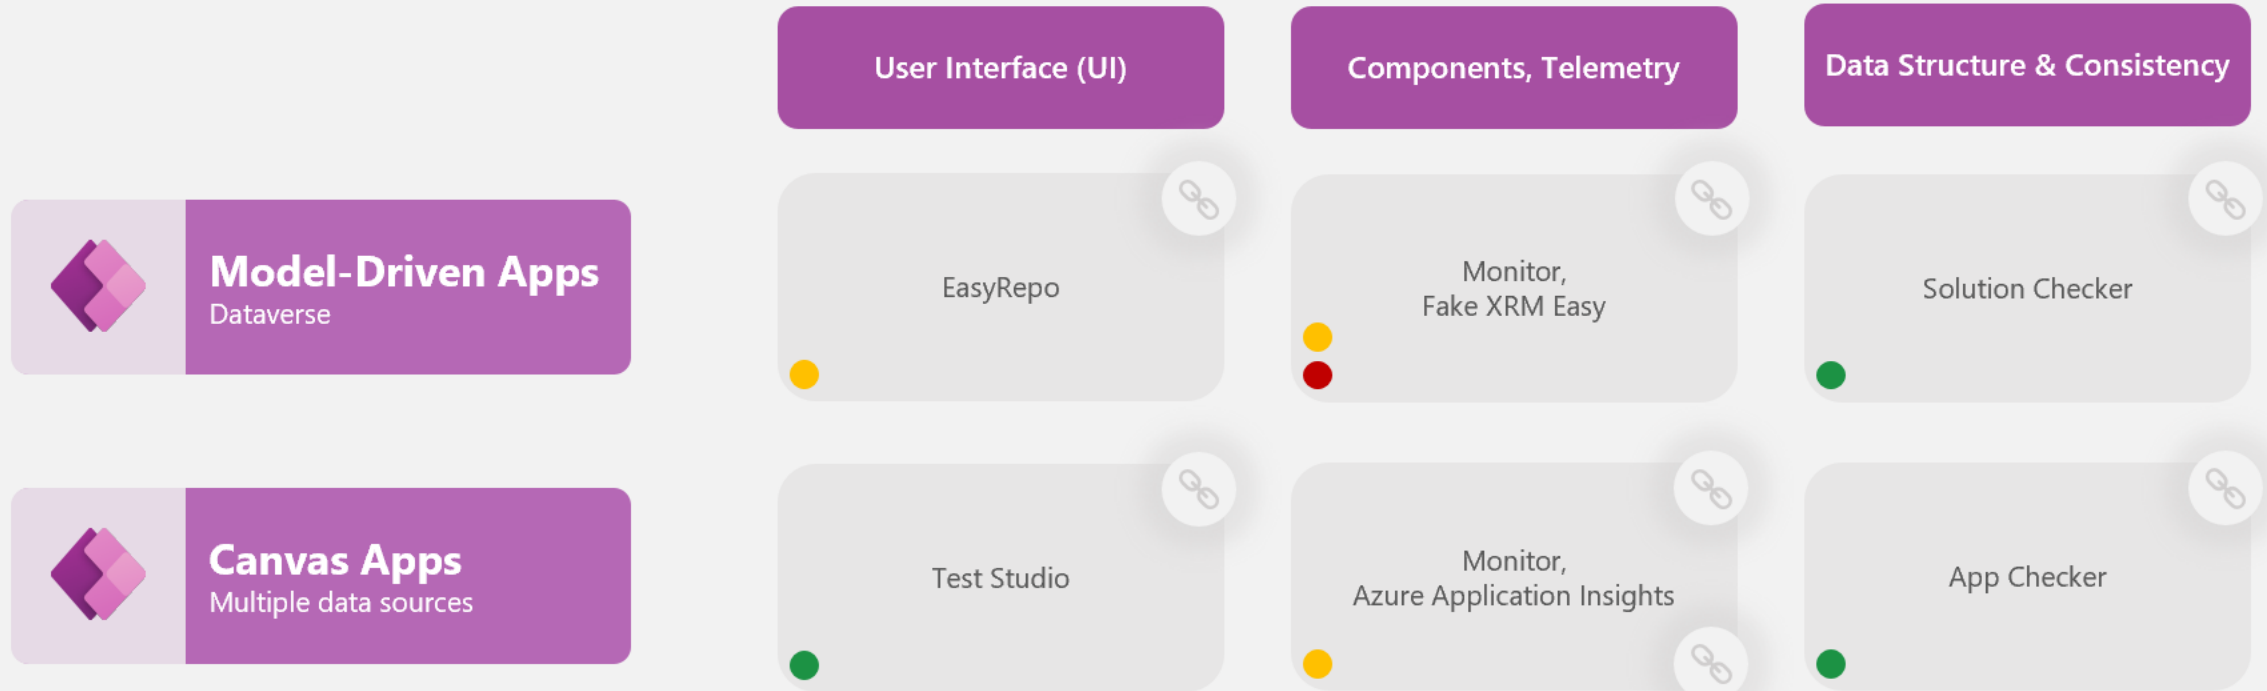 User Interface (UI)
Components, Telemetry
Data Structure & Consistency
Model-Driven Apps
Dataverse
EasyRepo
Monitor,
Fake XRM Easy
Solution Checker
Canvas Apps
Multiple data sources
Test Studio
Monitor,
Azure Application Insights
App Checker